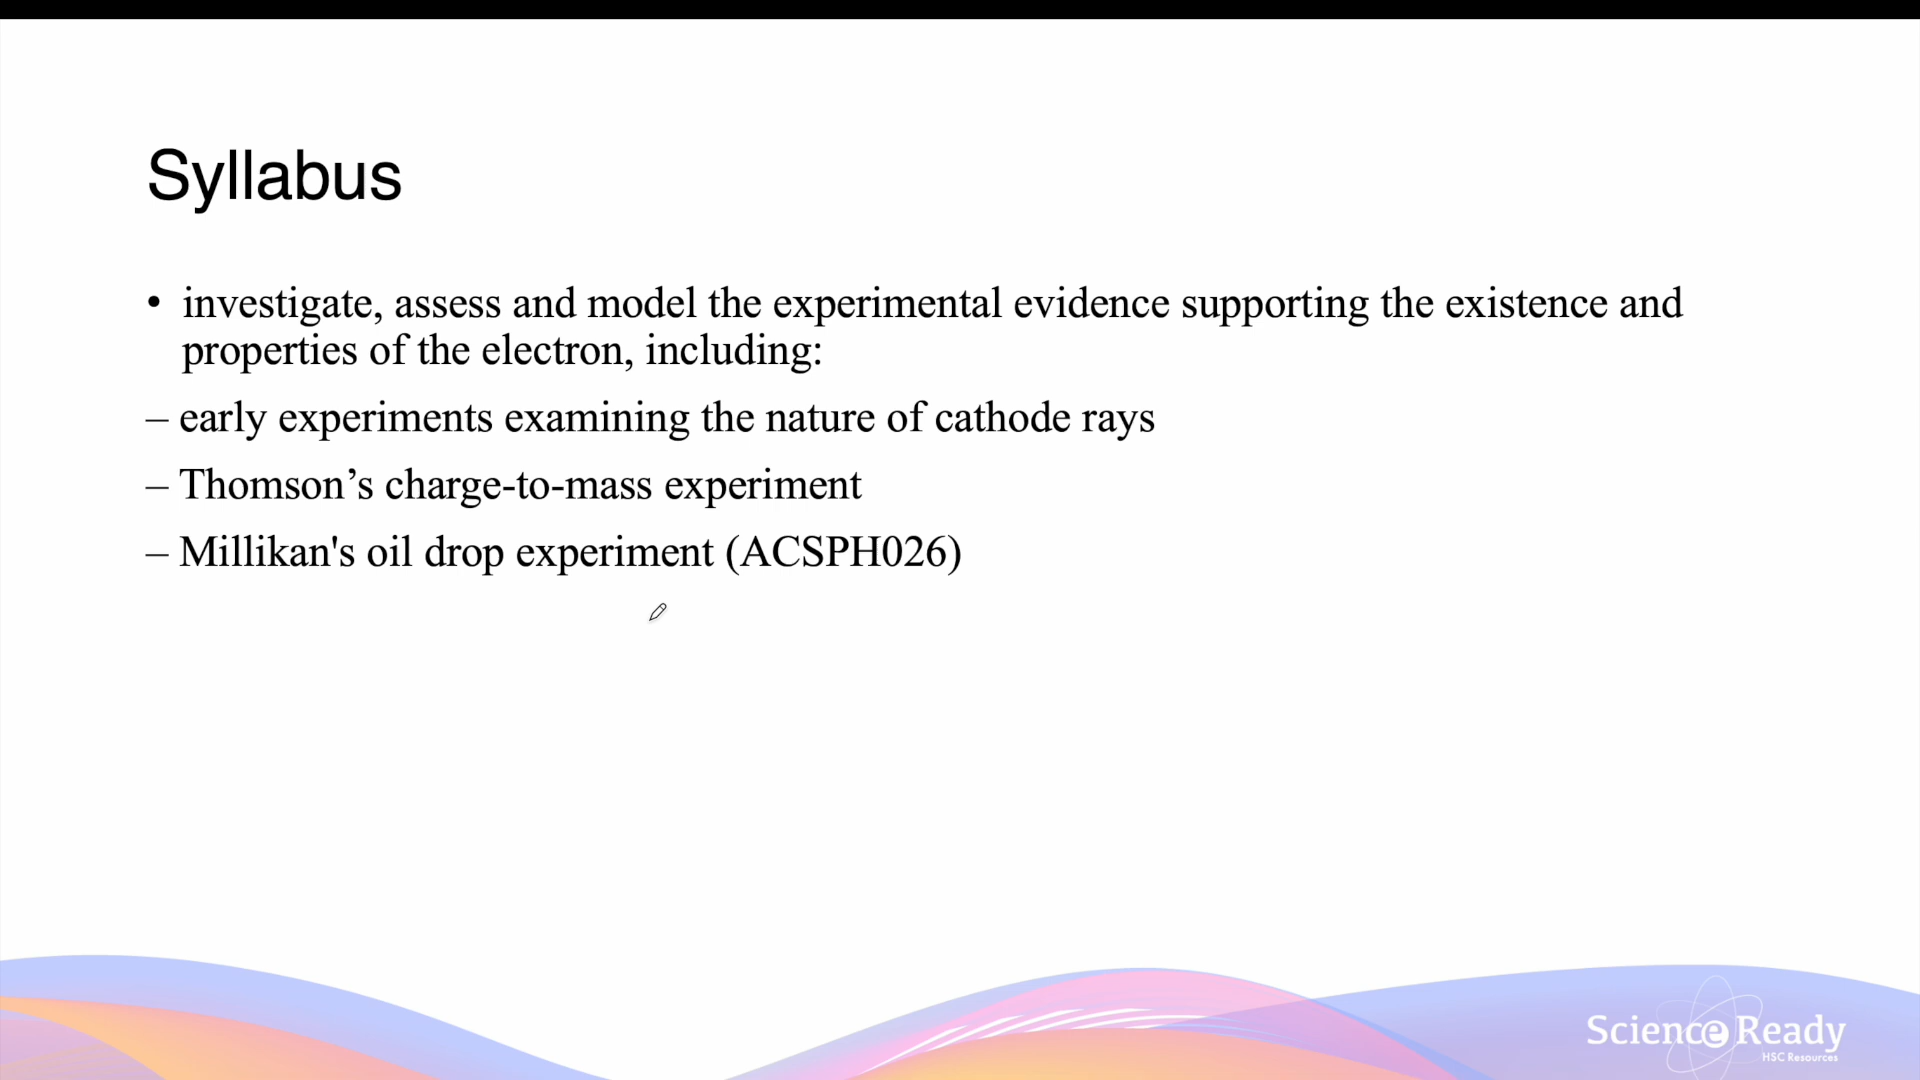 Syllabus
• investigate, assess and model the experimental evidence supporting the existence and
properties of the electron, including:
– early experiments examining the nature of cathode rays
– Thomson’s charge-to-mass experiment
– Millikan's oil drop experiment (ACSPH026)
Science Ready
HSC Resources